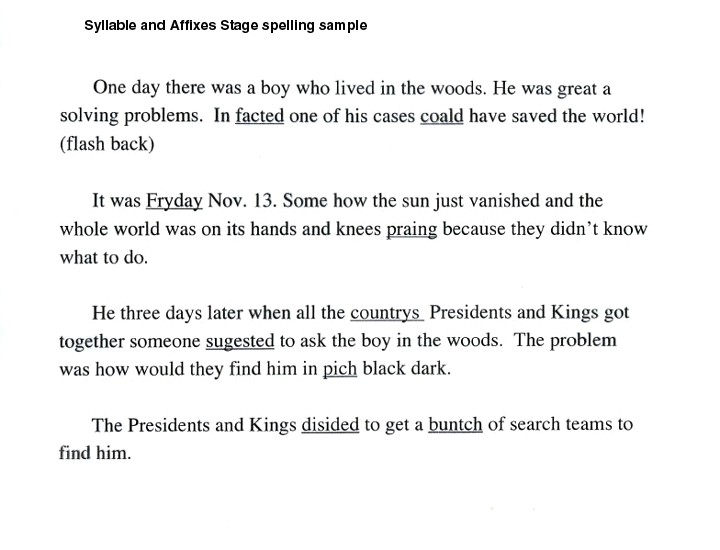 Syllable and Affixes Stage spelling sample
One day there was a boy who lived in the woods. He was great a
solving problems. In facted one of his cases coald have saved the world!
(flash back)
It was Fryday Nov. 13. Some how the sun just vanished and the
whole world was on its hands and knees praing because they didn't know
what to do.
He three days later when all the countrys Presidents and Kings got
together someone sugested to ask the boy in the woods. The problem
was how would they find him in pich black dark.
The Presidents and Kings disided to get a buntch of search teams to
find him.